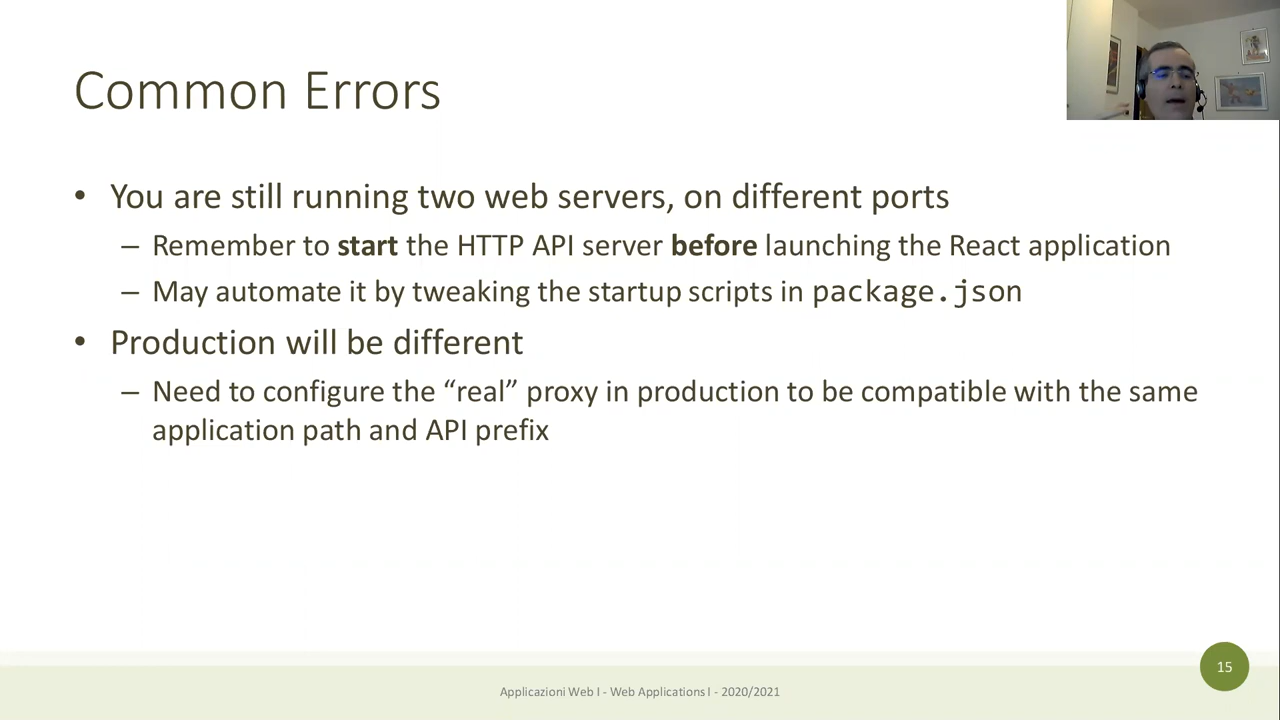 Common Errors
• You are still running two web servers, on different ports
– Remember to start the HTTP API server before launching the React application
– May automate it by tweaking the startup scripts in package.json
• Production will be different
– Need to configure the “real” proxy in production to be compatible with the same
application path and API prefix
15
Applicazioni Web I - Web Applications I - 2020/2021